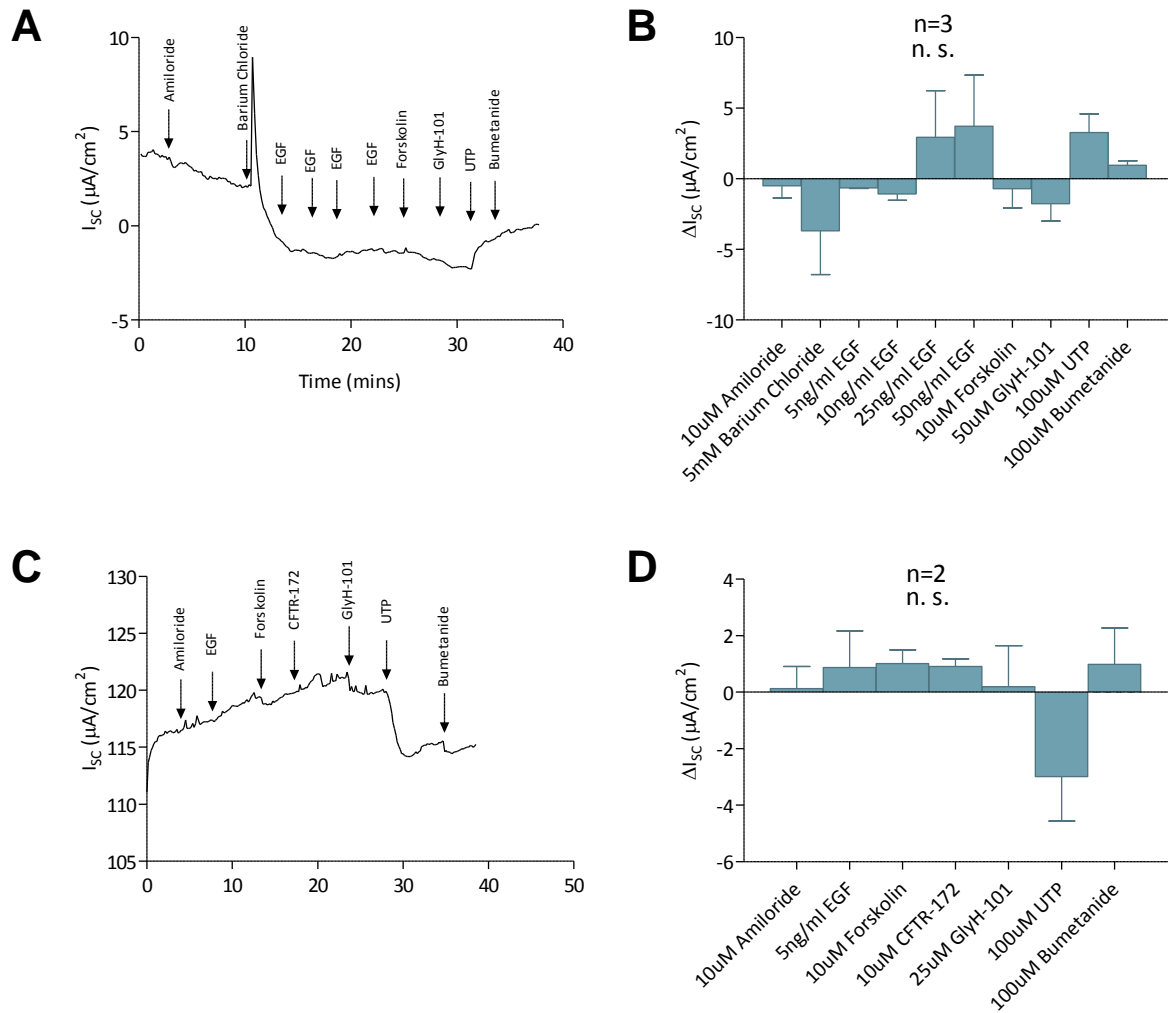 A
10
5
0
-5
I_SC (µA/cm²)
Amiloride
Barium Chloride
EGF
EGF
EGF
EGF
Forskolin
GlyH-101
UTP
Bumetanide
0 10 20 30 40
Time (mins)
B
n=3
n. s.
10
5
0
-5
-10
ΔI_SC (µA/cm²)
10uM Amiloride
5mM Barium Chloride
5ng/ml EGF
10ng/ml EGF
25ng/ml EGF
50ng/ml EGF
10uM Forskolin
50uM GlyH-101
100uM UTP
100uM Bumetanide
C
130
125
120
115
110
105
I_SC (µA/cm²)
Amiloride
EGF
Forskolin
CFTR-172
GlyH-101
UTP
Bumetanide
0 10 20 30 40 50
D
n=2
n. s.
4
2
0
-2
-4
-6
ΔI_SC (µA/cm²)
10uM Amiloride
5ng/ml EGF
10uM Forskolin
10uM CFTR-172
25uM GlyH-101
100uM UTP
100uM Bumetanide